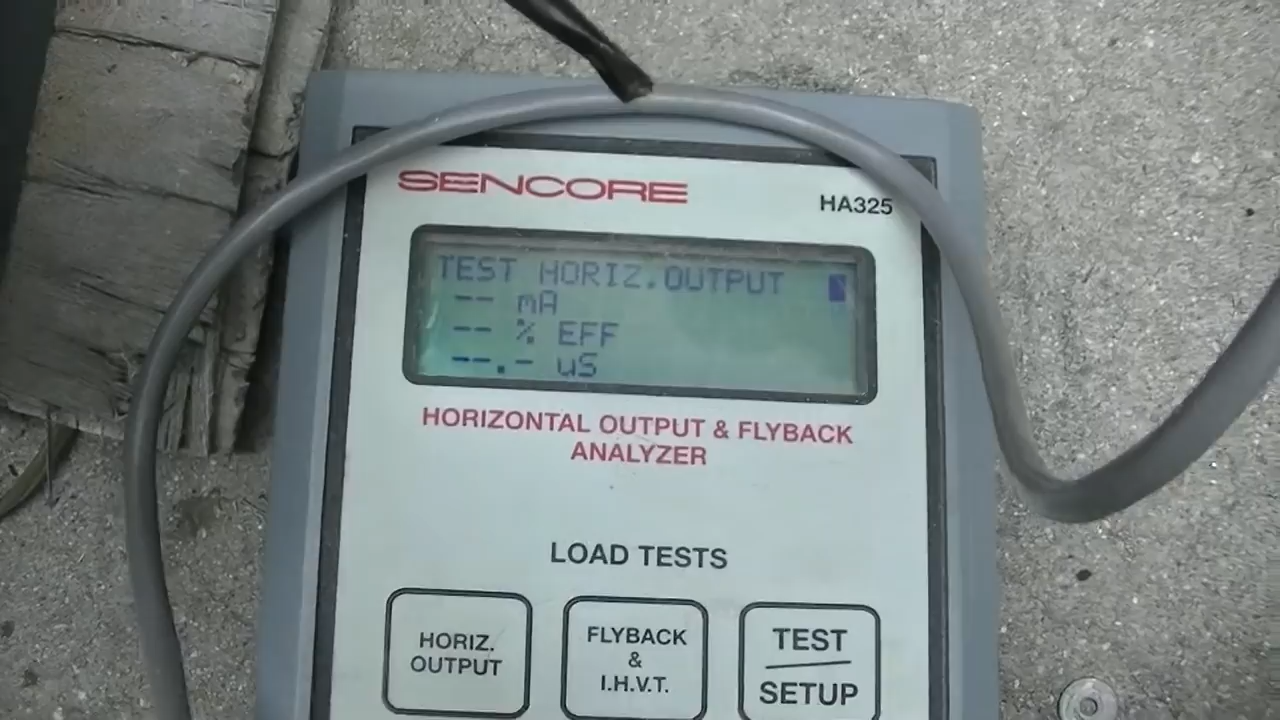 SENCORE
HA325
TEST HORIZ.OUTPUT
-- mA
-- % EFF
--.- uS
HORIZONTAL OUTPUT & FLYBACK
ANALYZER
LOAD TESTS
HORIZ.
OUTPUT
FLYBACK
&
I.H.V.T.
TEST
SETUP